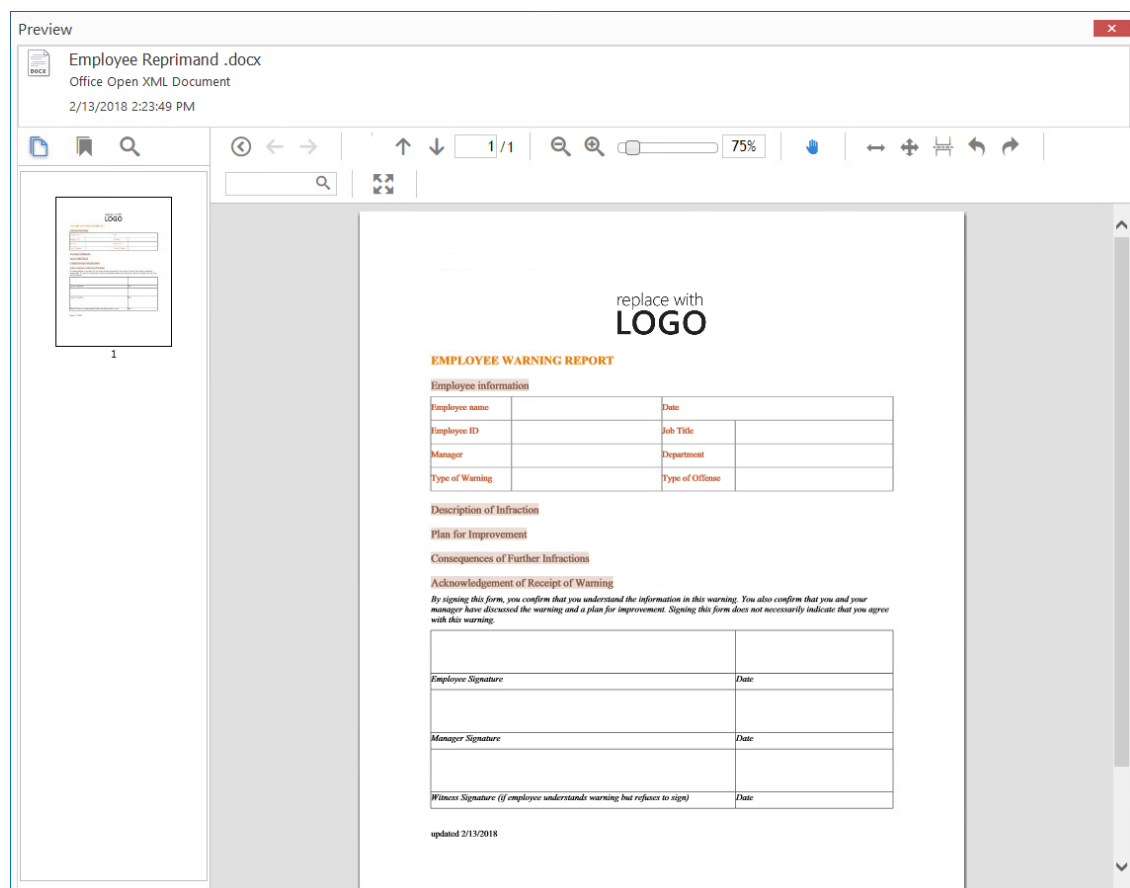 Preview
Employee Reprimand .docx
DOCX
Office Open XML Document
2/13/2018 2:23:49 PM
1 /1
75%
LOGO
1
replace with
LOGO
EMPLOYEE WARNING REPORT
Employee information
Employee name Date
Employee ID Job Title
Manager Department
Type of Warning Type of Offense
Description of Infraction
Plan for Improvement
Consequences of Further Infractions
Acknowledgement of Receipt of Warning
By signing this form, you confirm that you understand the information in this warning. You also confirm that you and your
manager have discussed the warning and a plan for improvement. Signing this form does not necessarily indicate that you agree
with this warning.
Employee Signature Date
Manager Signature Date
Witness Signature (if employee understands warning but refuses to sign) Date
updated 2/13/2018